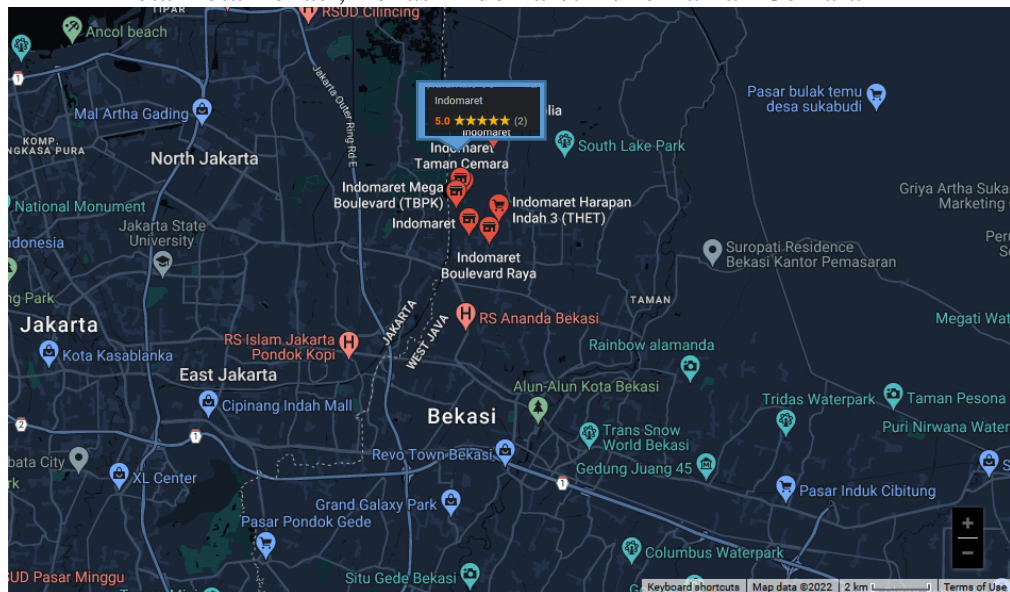 TIPAR
RSUD Cilincing
Ancol beach
Jakarta Outer Ring Rd E
Mal Artha Gading
Indomaret
5.0 ★★★★★ (2)
Indomaret
Indomaret
Taman Cemara
South Lake Park
Pasar bulak temu
desa sukabudi
KOMP.
NGKASA PURA
North Jakarta
Indomaret Mega
Boulevard (TBPK)
Indomaret Harapan
Indah 3 (THET)
Indomaret
Indomaret
Boulevard Raya
Griya Artha Suka
Marketing
National Monument
Jakarta State
University
ndonesia
Suropati Residence
Bekasi Kantor Pemasaran
ng Park
TAMAN
JAKARTA
WEST JAVA
RS Ananda Bekasi
Megati Wat
Jakarta
Kota Kasablanka
RS Islam Jakarta
Pondok Kopi
Rainbow alamanda
East Jakarta
Alun-Alun Kota Bekasi
Cipinang Indah Mall
Bekasi
Tridas Waterpark
Taman Pesona
Puri Nirwana Water
Trans Snow
World Bekasi
Revo Town Bekasi
Gedung Juang 45
bata City
XL Center
Pasar Induk Cibitung
Grand Galaxy Park
Pasar Pondok Gede
Columbus Waterpark
SUD Pasar Minggu
Situ Gede Bekasi
Keyboard shortcuts Map data ©2022 2 km Terms of Use